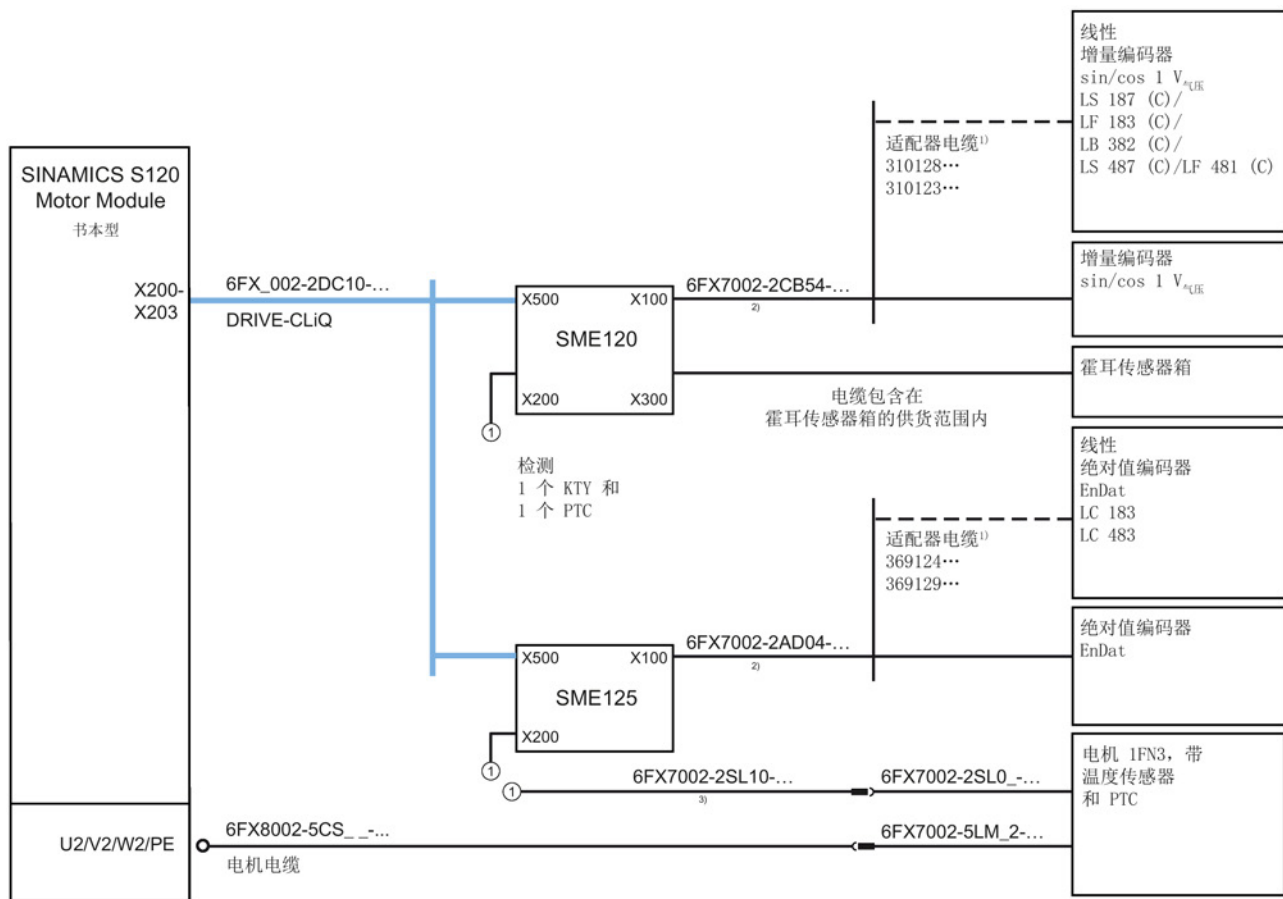 SINAMICS S120
Motor Module
书本型
X200-
X203
U2/V2/W2/PE
6FX_002-2DC10-...
DRIVE-CLiQ
X500
X100
SME120
X200
X300
①
检测
1 个 KTY 和
1 个 PTC
6FX7002-2CB54-...
2)
适配器电缆1)
310128···
310123···
电缆包含在
霍耳传感器箱的供货范围内
X500
X100
SME125
X200
①
6FX7002-2AD04-...
2)
适配器电缆1)
369124···
369129···
①
6FX7002-2SL10-...
3)
6FX7002-2SL0_-...
6FX8002-5CS_ _-...
电机电缆
6FX7002-5LM_2-...
线性
增量编码器
sin/cos 1 V气压
LS 187 (C)/
LF 183 (C)/
LB 382 (C)/
LS 487 (C)/LF 481 (C)
增量编码器
sin/cos 1 V气压
霍耳传感器箱
线性
绝对值编码器
EnDat
LC 183
LC 483
绝对值编码器
EnDat
电机 1FN3，带
温度传感器
和 PTC